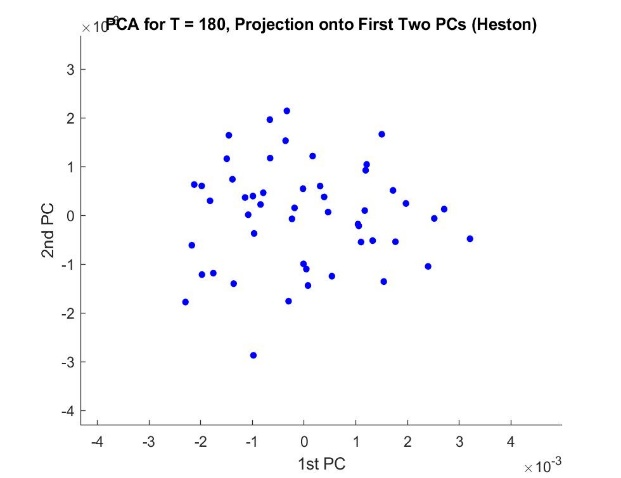 PCA for T = 180, Projection onto First Two PCs (Heston)
×10
3
2
1
0
-1
-2
-3
-4
2nd PC
-4 -3 -2 -1 0 1 2 3 4
1st PC
×10^-3